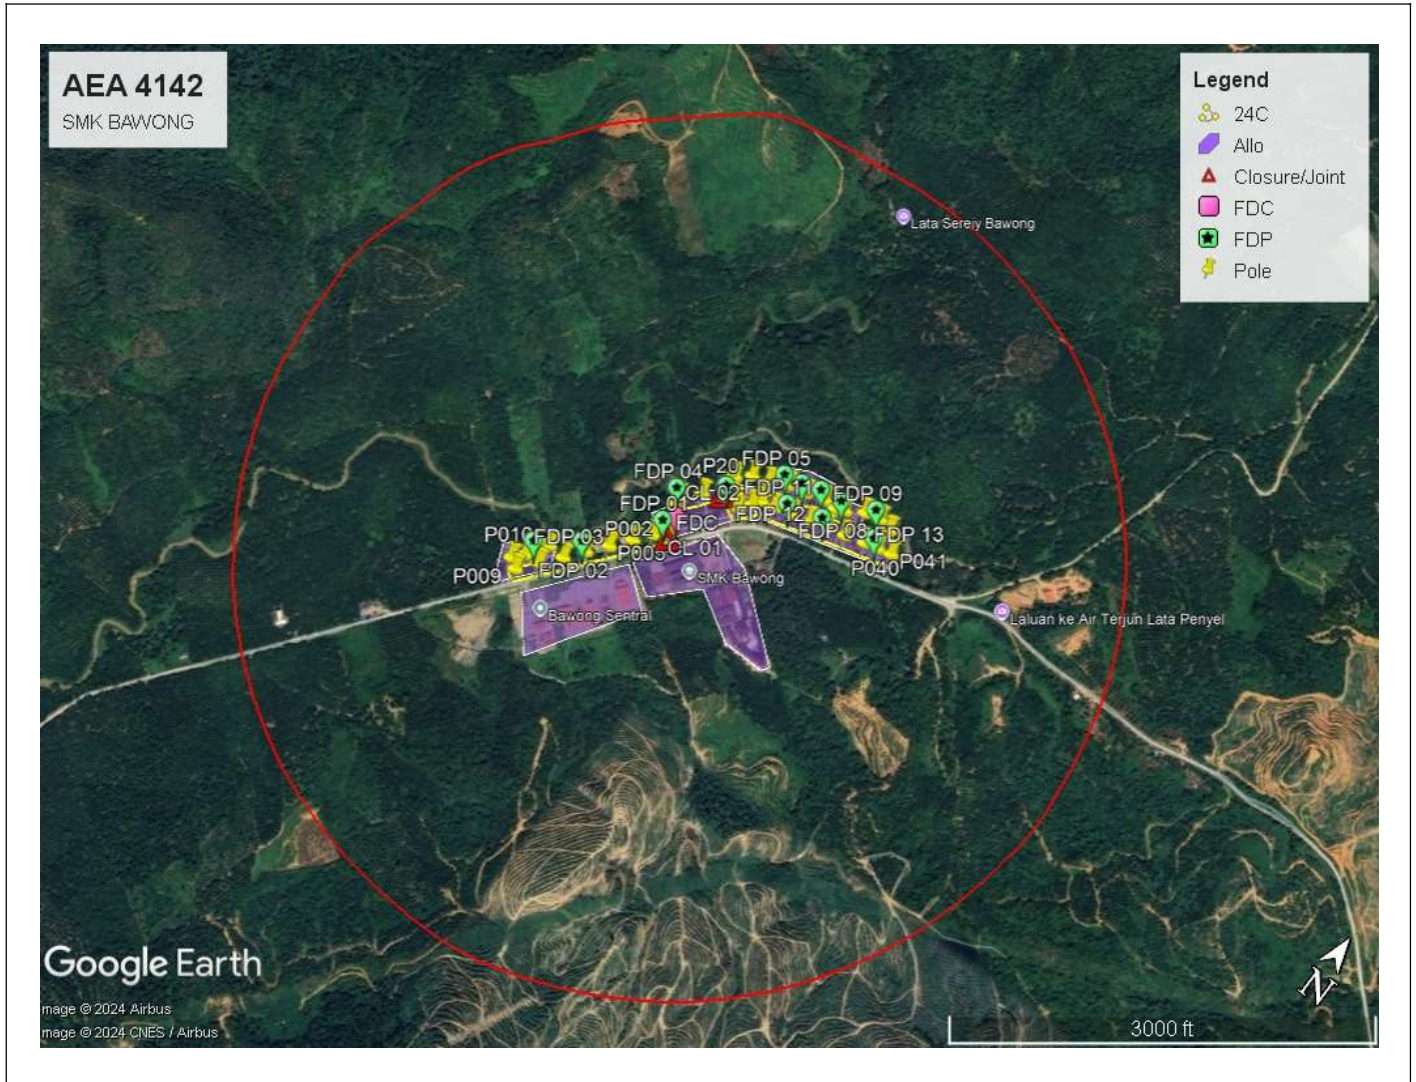 AEA 4142
SMK BAWONG
Legend
24C
Allo
Closure/Joint
FDC
FDP
Pole
Lata Sereiy Bawong
FDP 04
P20
FDP 05
FDP 01
CL-02
FDP 11
FDP 09
P010
FDP 03
P002
FDC
FDP 12
FDP 08
FDP 13
P009
FDP 02
P005
CL 01
P040
P041
SMK Bawong
Bawong Sentral
Laluan ke Air Terjun Lata Penyel
Google Earth
mage © 2024 Airbus
mage © 2024 CNES / Airbus
N
3000 ft